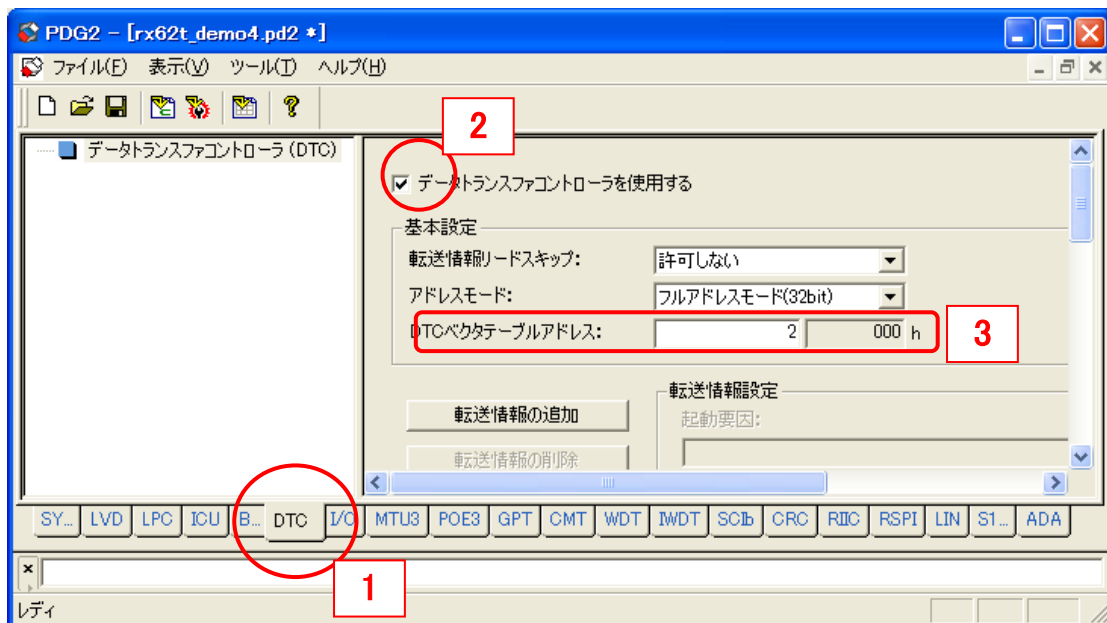 PDG2 - [rx62t_demo4.pd2 *]
ファイル(F) 表示(V) ツール(T) ヘルプ(H)
2
データトランスファコントローラ (DTC)
データトランスファコントローラを使用する
基本設定
転送情報リードスキップ: 許可しない
アドレスモード: フルアドレスモード(32bit)
DTCベクタテーブルアドレス: 2 000 h
3
転送情報の追加
転送情報の削除
転送情報設定
起動要因:
SY... LVD LPC ICU B... DTC I/O MTU3 POE3 GPT CMT WDT IWDT SCIb CRC RIIC RSPI LIN S1... ADA
1
レディ